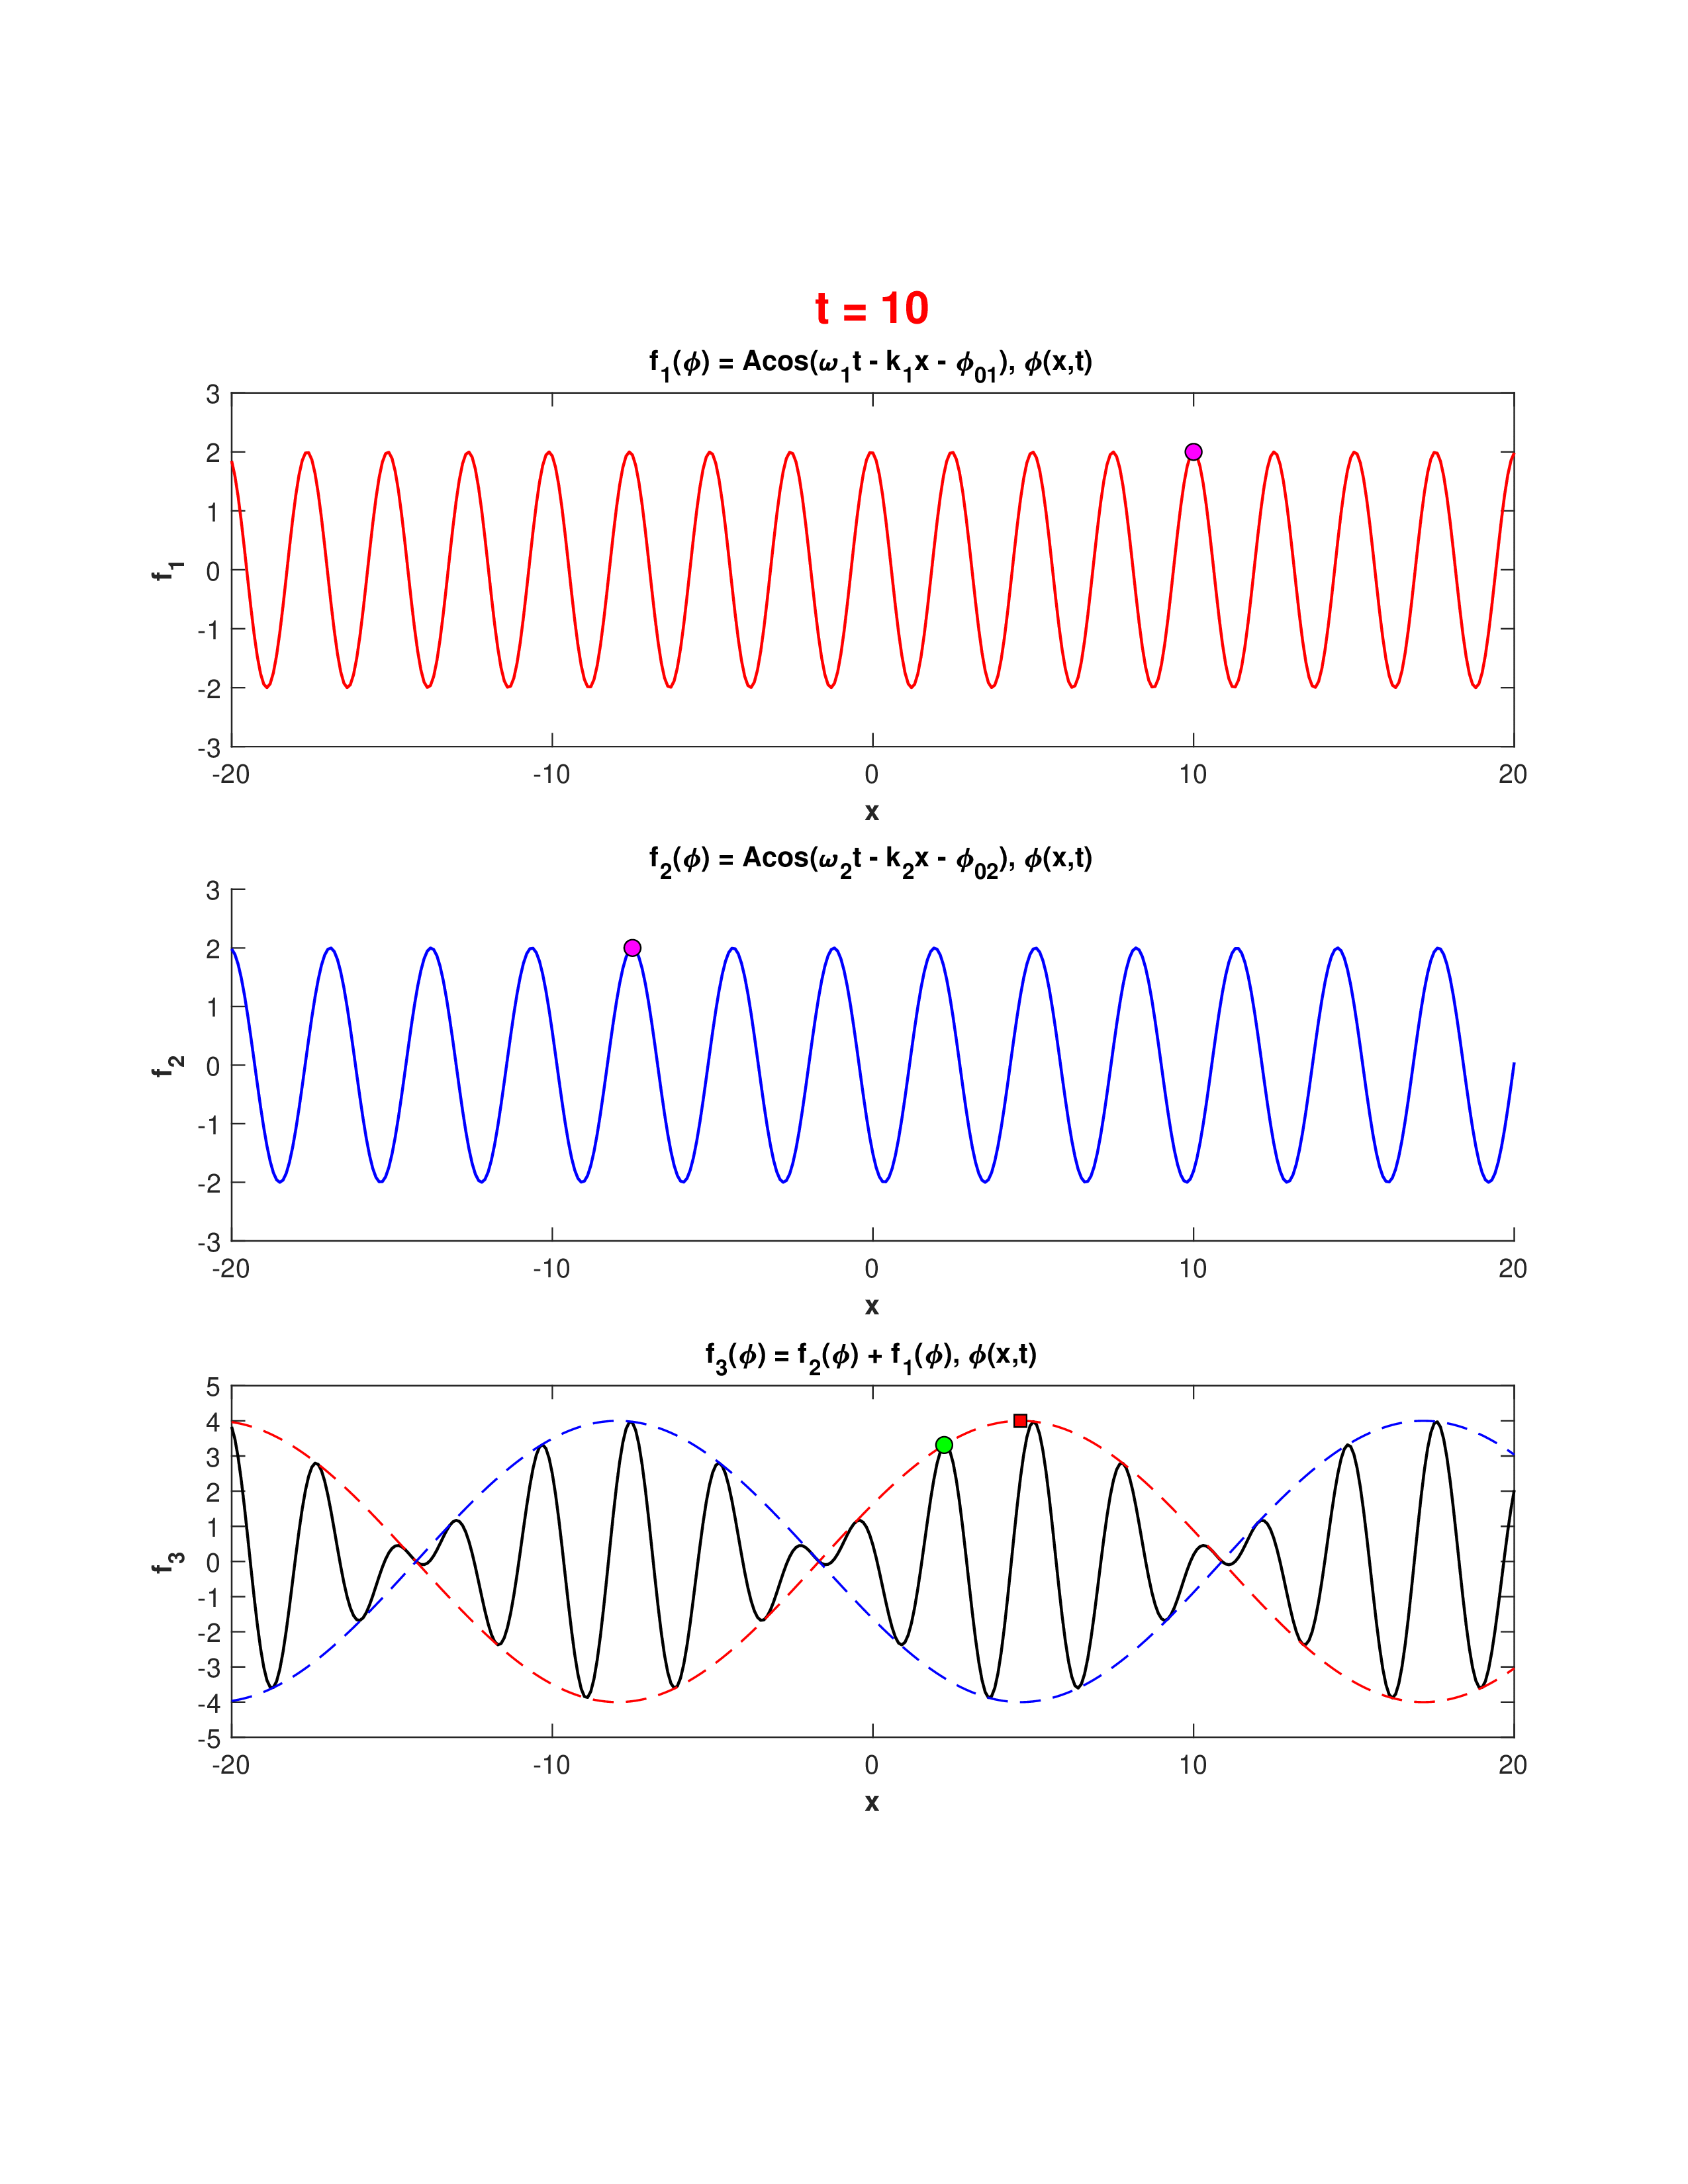 t = 10
f1(ϕ) = Acos(ω1t - k1x - ϕ01), ϕ(x,t)
3
2
1
0
-1
-2
-3
f1
-20 -10 0 10 20
x
f2(ϕ) = Acos(ω2t - k2x - ϕ02), ϕ(x,t)
3
2
1
0
-1
-2
-3
f2
-20 -10 0 10 20
x
f3(ϕ) = f2(ϕ) + f1(ϕ), ϕ(x,t)
5
4
3
2
1
0
-1
-2
-3
-4
-5
f3
-20 -10 0 10 20
x